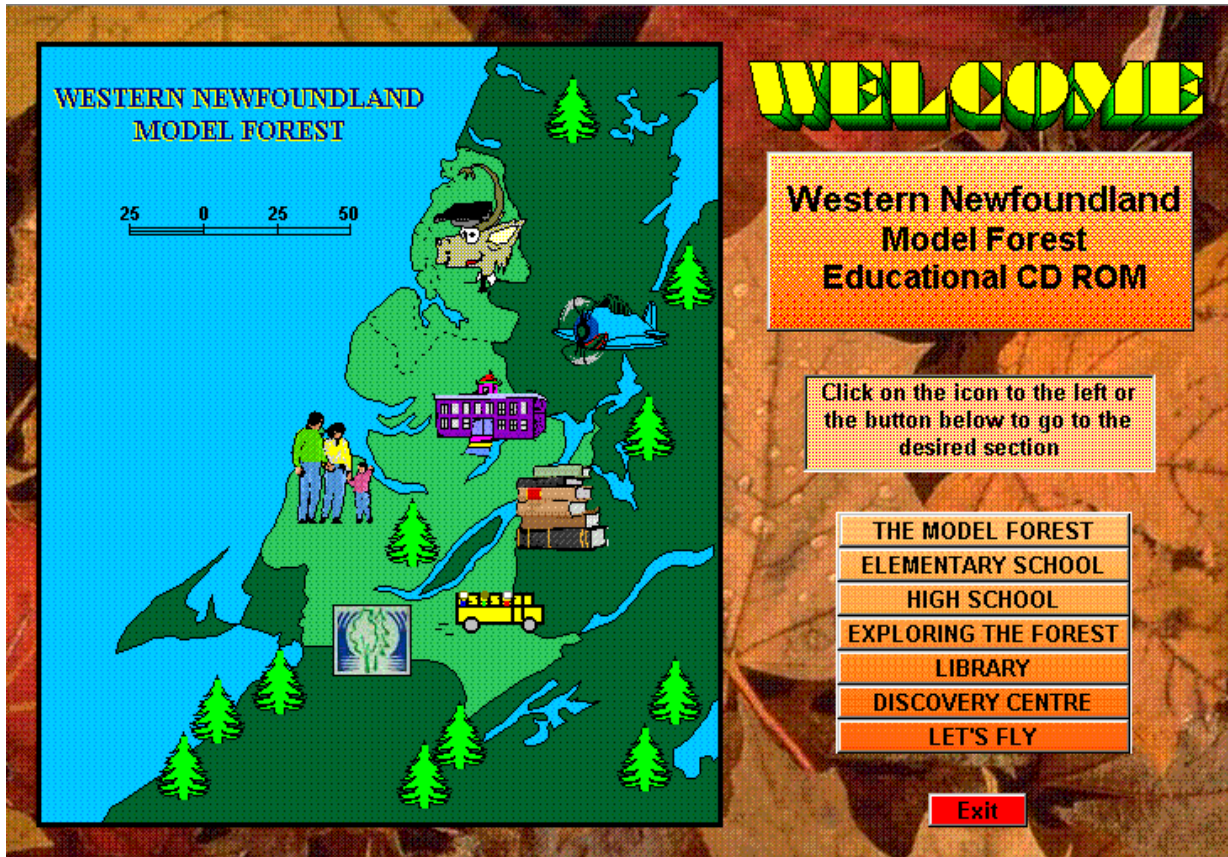 WESTERN NEWFOUNDLAND
MODEL FOREST
25 0 25 50
WELCOME
Western Newfoundland
Model Forest
Educational CD ROM
Click on the icon to the left or
the button below to go to the
desired section
THE MODEL FOREST
ELEMENTARY SCHOOL
HIGH SCHOOL
EXPLORING THE FOREST
LIBRARY
DISCOVERY CENTRE
LET'S FLY
Exit